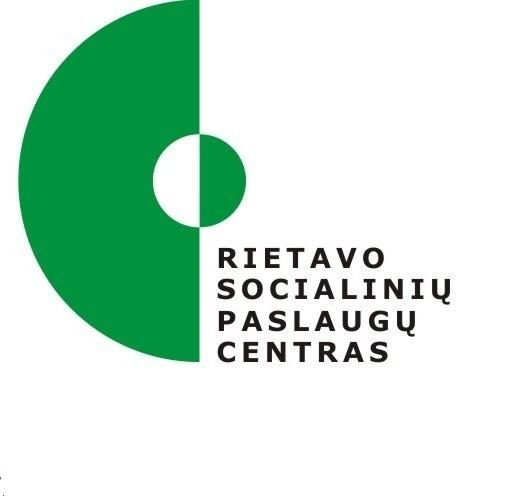 RIETAVO
SOCIALINIŲ
PASLAUGŲ
CENTRAS